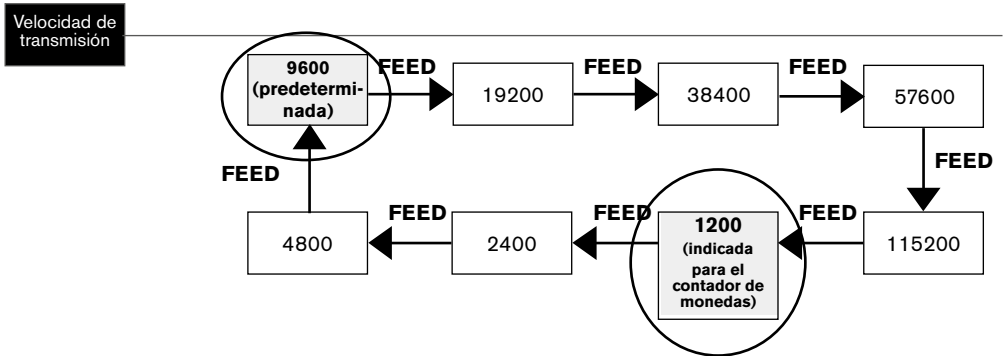 Velocidad de
transmisión
9600
(predetermi-
nada)
FEED
19200
FEED
38400
FEED
57600
FEED
115200
FEED
1200
(indicada
para el
contador de
monedas)
FEED
2400
FEED
4800
FEED